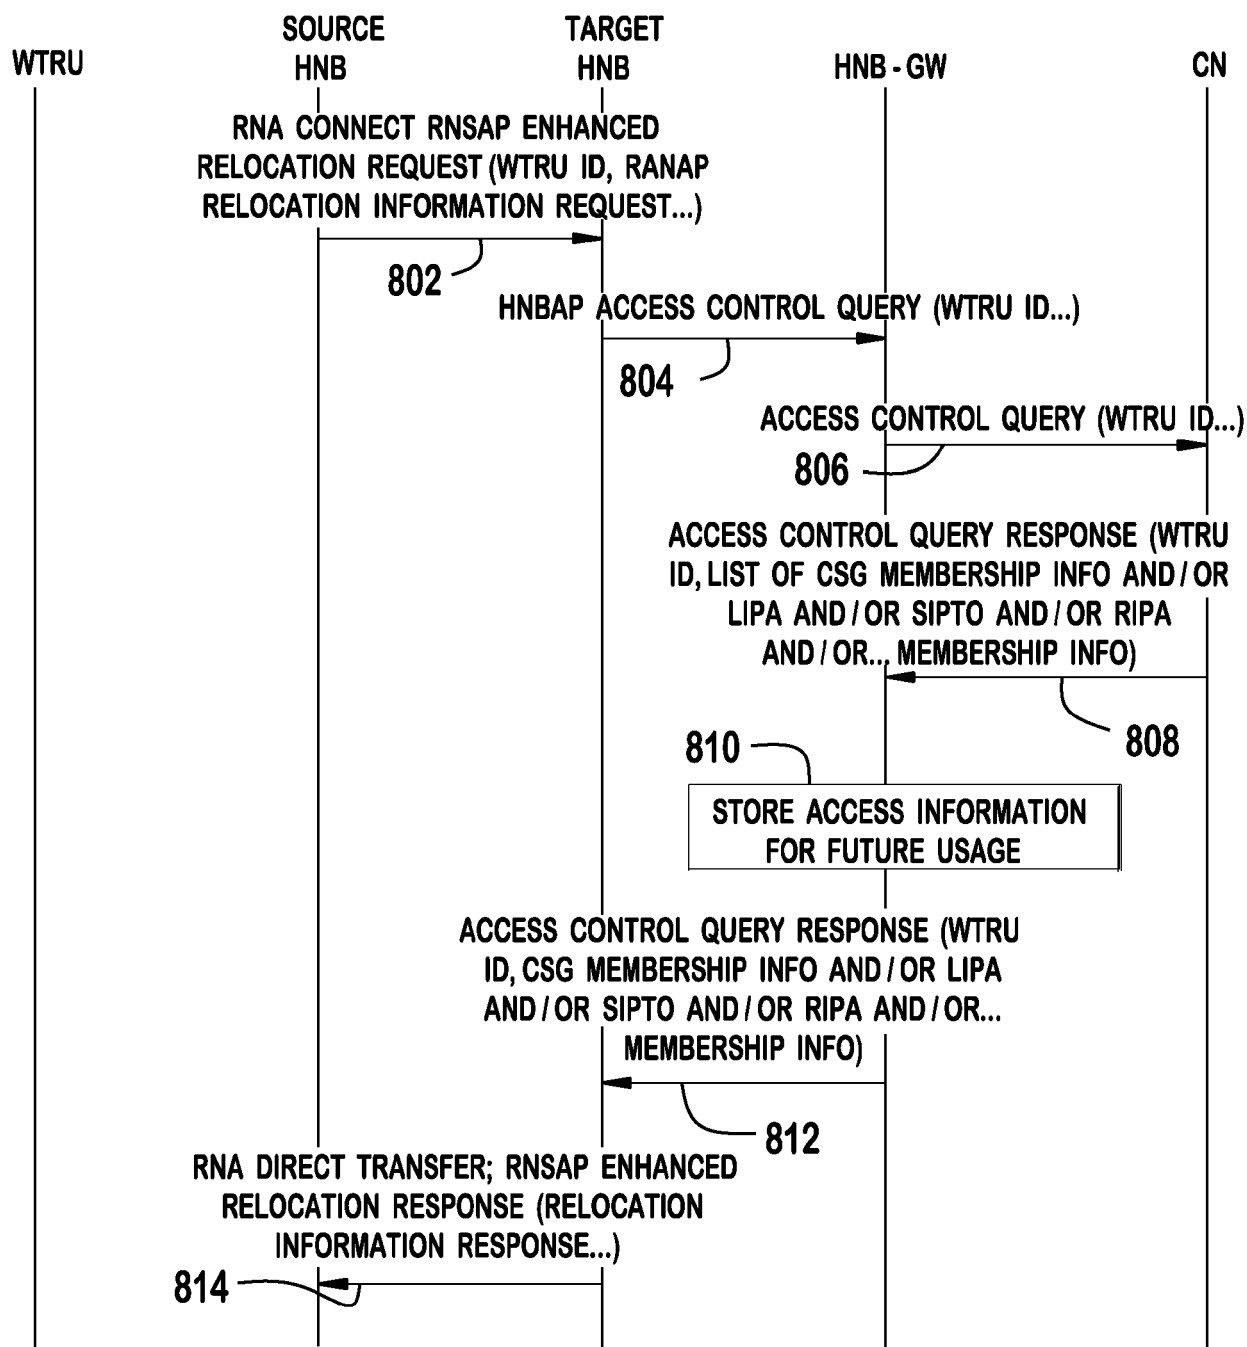 SOURCE
TARGET
WTRU
HNB
HNB
HNB - GW
CN
RNA CONNECT RNSAP ENHANCED
RELOCATION REQUEST (WTRU ID, RANAP
RELOCATION INFORMATION REQUEST...)
802
HNBAP ACCESS CONTROL QUERY (WTRU ID...)
804
ACCESS CONTROL QUERY (WTRU ID...)
806
ACCESS CONTROL QUERY RESPONSE (WTRU
ID, LIST OF CSG MEMBERSHIP INFO AND / OR
LIPA AND / OR SIPTO AND / OR RIPA
AND / OR... MEMBERSHIP INFO)
808
810
STORE ACCESS INFORMATION
FOR FUTURE USAGE
ACCESS CONTROL QUERY RESPONSE (WTRU
ID, CSG MEMBERSHIP INFO AND / OR LIPA
AND / OR SIPTO AND / OR RIPA AND / OR...
MEMBERSHIP INFO)
812
RNA DIRECT TRANSFER; RNSAP ENHANCED
RELOCATION RESPONSE (RELOCATION
INFORMATION RESPONSE...)
814